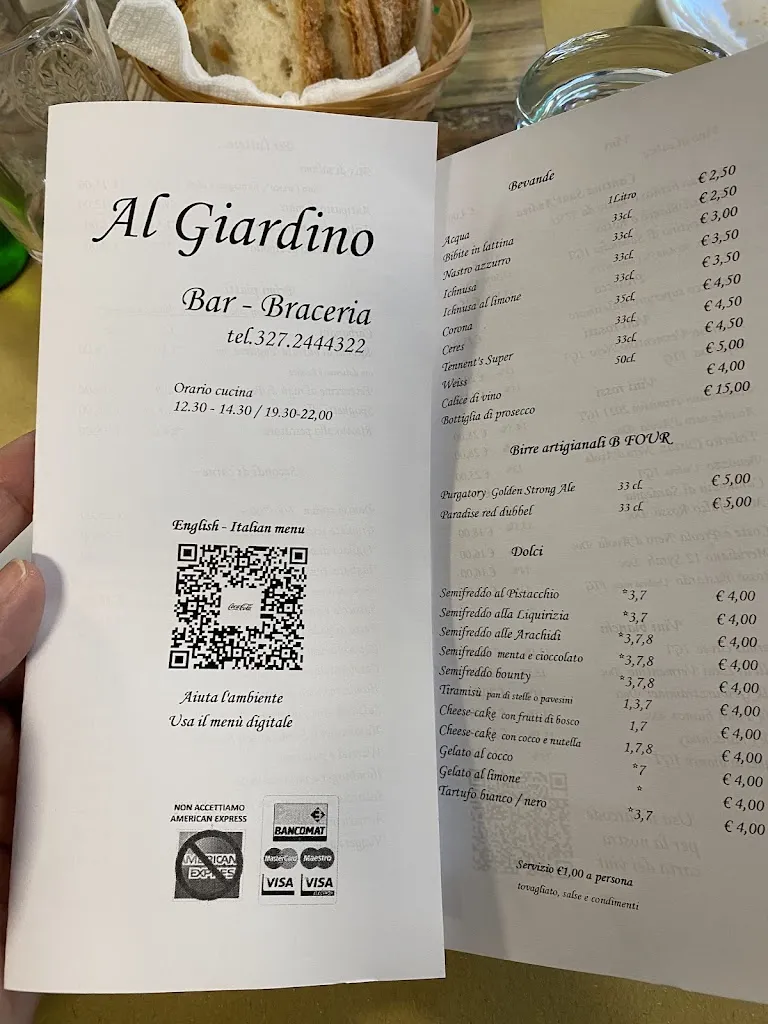 Al Giardino
Bar - Braceria
tel.327.2444322
Orario cucina
12.30 - 14.30 / 19.30-22,00
English - Italian menu
Coca-Cola
Aiuta l'ambiente
Usa il menù digitale
NON ACCETTIAMO
AMERICAN EXPRESS
AMERICAN
EXPRESS
BANCOMAT
MasterCard Maestro
VISA VISA
Bevande
Acqua 1Litro € 2,50
Bibite in lattina 33cl. € 2,50
Nastro azzurro 33cl. € 3,00
Ichnusa 33cl. € 3,50
Ichnusa al limone 33cl. € 3,50
Corona 35cl. € 4,50
Ceres 33cl. € 4,50
Tennent's Super 33cl. € 4,50
Weiss 50cl. € 5,00
Calice di vino € 4,00
Bottiglia di prosecco € 15,00
Birre artigianali B FOUR
Purgatory Golden Strong Ale 33 cl. € 5,00
Paradise red dubbel 33 cl. € 5,00
Dolci
Semifreddo al Pistacchio *3,7 € 4,00
Semifreddo alla Liquirizia *3,7 € 4,00
Semifreddo alle Arachidi *3,7,8 € 4,00
Semifreddo menta e cioccolato *3,7,8 € 4,00
Semifreddo bounty *3,7,8 € 4,00
Tiramisù pan di stelle o pavesini 1,3,7 € 4,00
Cheese-cake con frutti di bosco 1,7 € 4,00
Cheese-cake con cocco e nutella 1,7,8 € 4,00
Gelato al cocco *7 € 4,00
Gelato al limone * € 4,00
Tartufo bianco / nero *3,7 € 4,00
Servizio €1,00 a persona
tovagliato, salse e condimenti